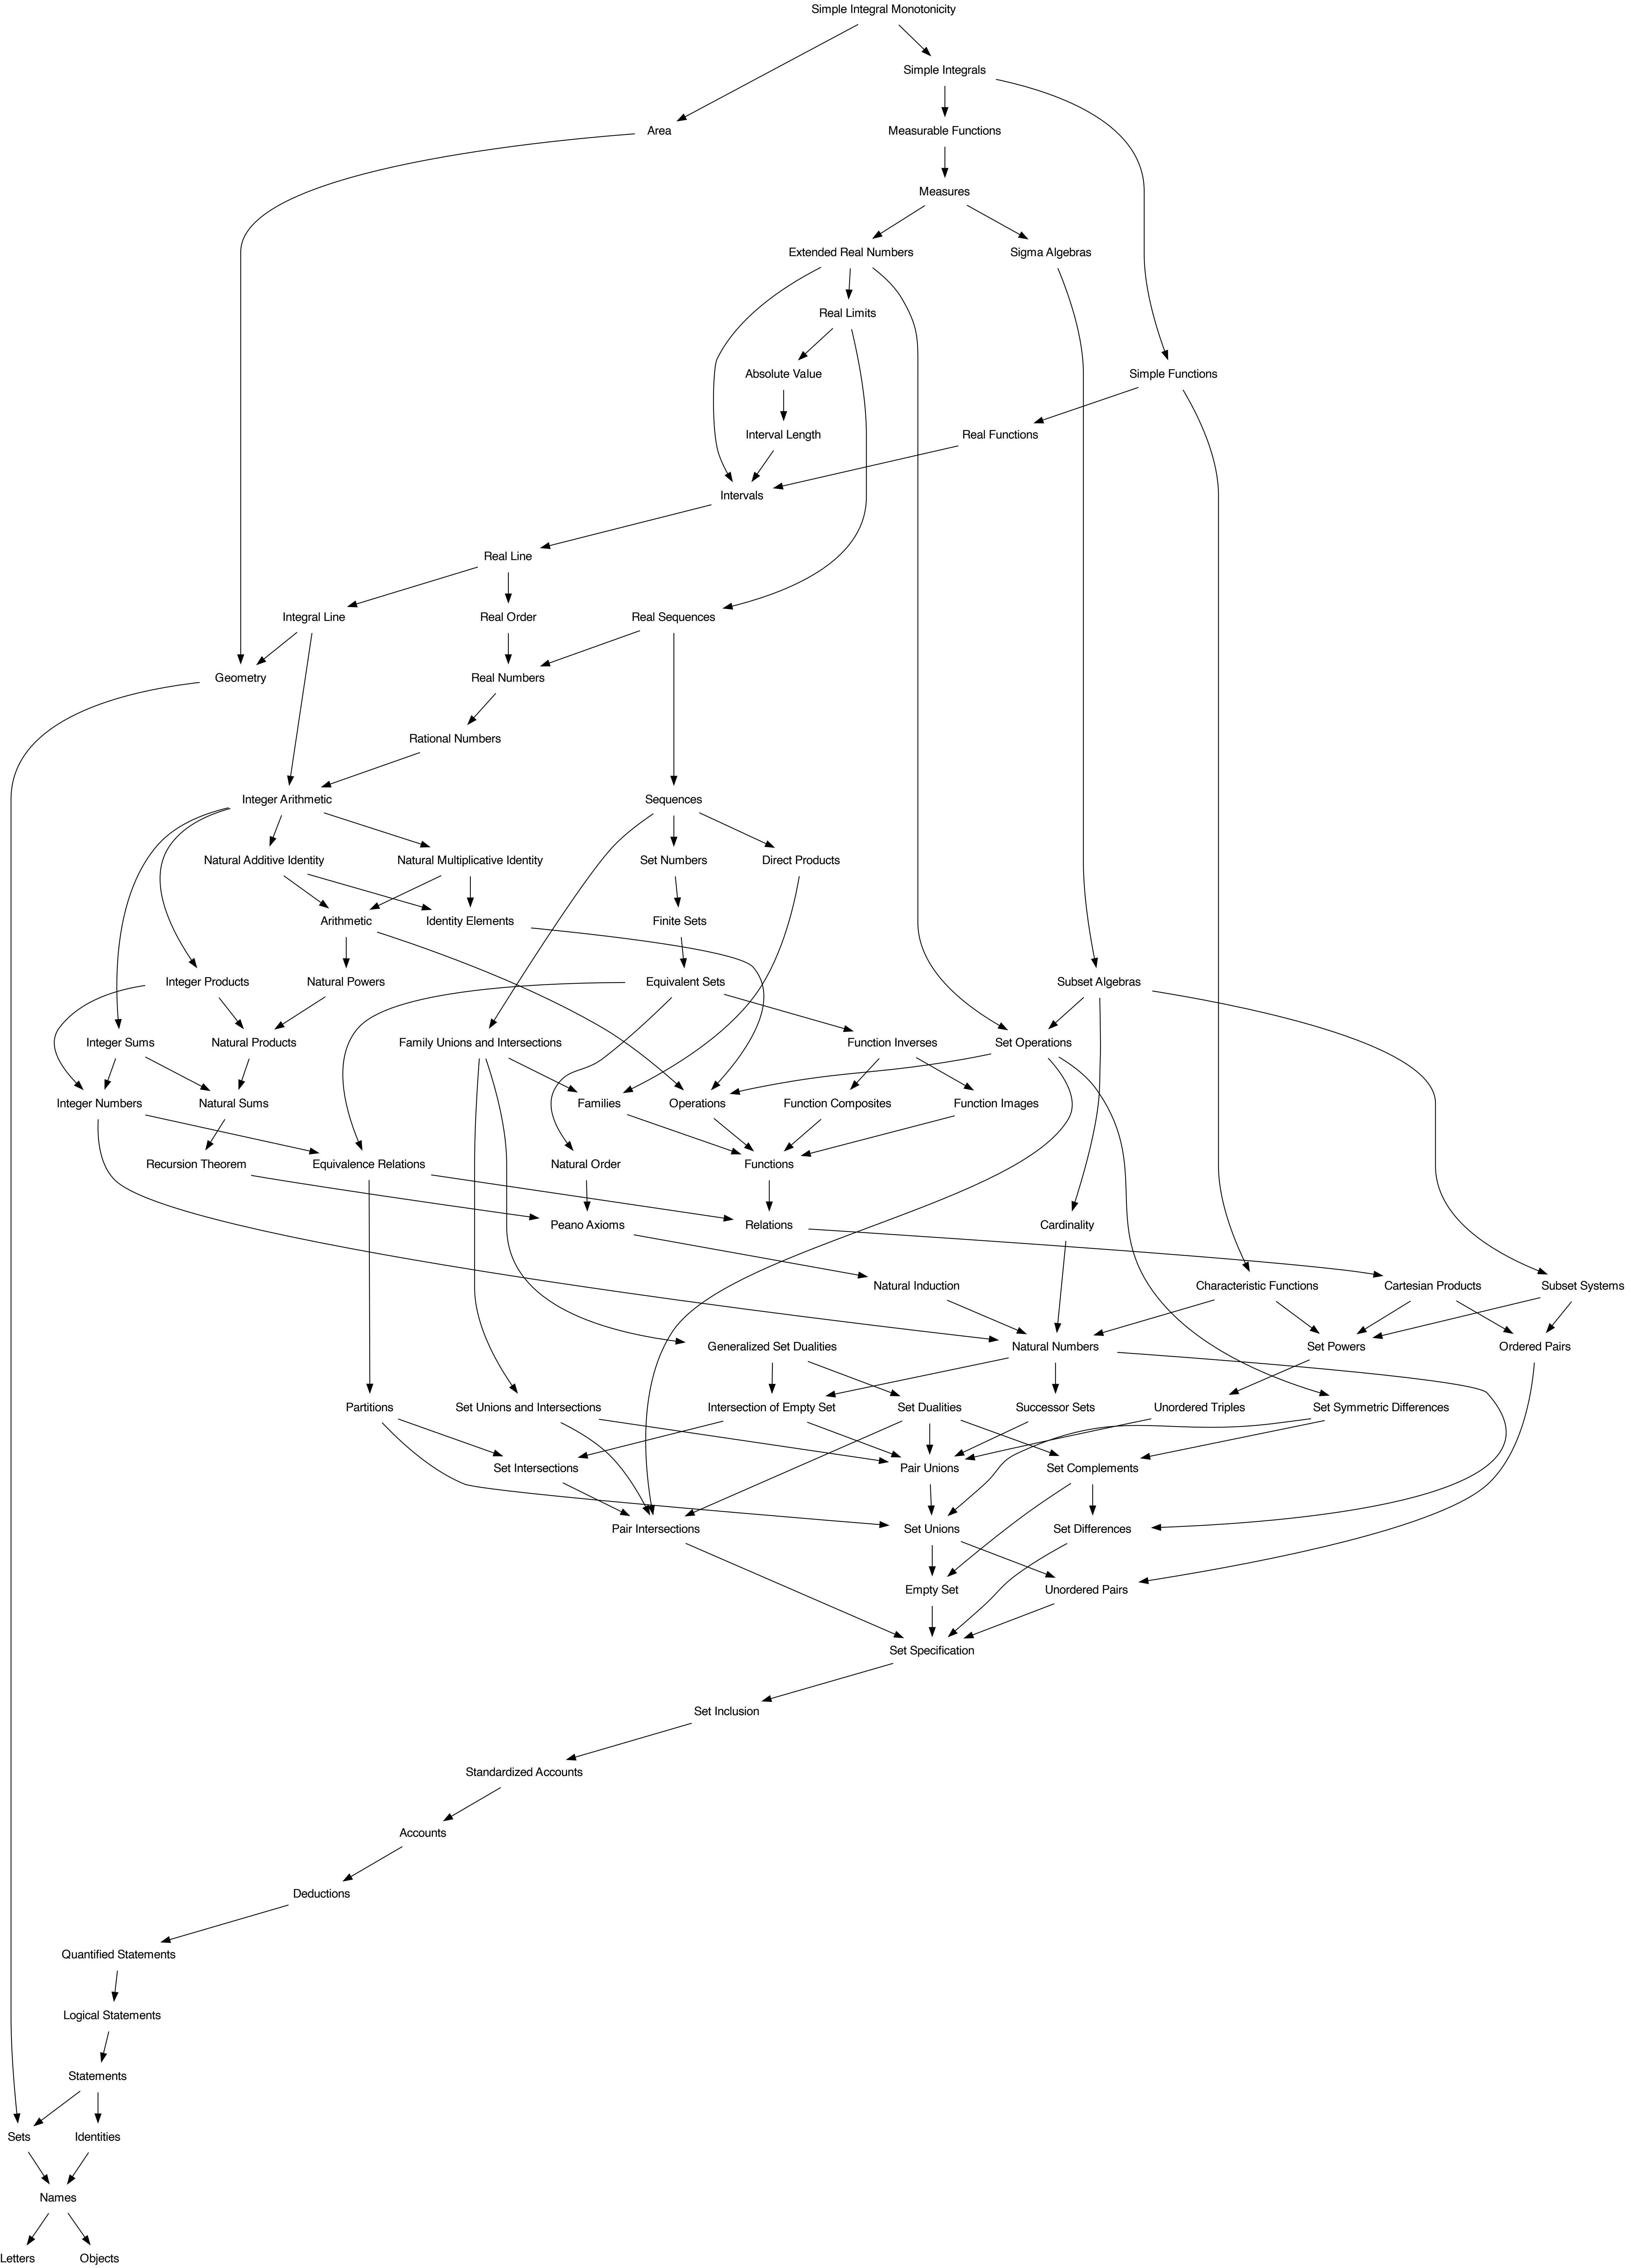 Simple Integral Monotonicity
Simple Integrals
Area
Measurable Functions
Measures
Extended Real Numbers
Sigma Algebras
Real Limits
Absolute Value
Simple Functions
Interval Length
Real Functions
Intervals
Real Line
Integral Line
Real Order
Real Sequences
Geometry
Real Numbers
Rational Numbers
Integer Arithmetic
Sequences
Natural Additive Identity
Natural Multiplicative Identity
Set Numbers
Direct Products
Arithmetic
Identity Elements
Finite Sets
Integer Products
Natural Powers
Equivalent Sets
Subset Algebras
Integer Sums
Natural Products
Family Unions and Intersections
Function Inverses
Set Operations
Integer Numbers
Natural Sums
Families
Operations
Function Composites
Function Images
Recursion Theorem
Equivalence Relations
Natural Order
Functions
Peano Axioms
Relations
Cardinality
Natural Induction
Characteristic Functions
Cartesian Products
Subset Systems
Generalized Set Dualities
Natural Numbers
Set Powers
Ordered Pairs
Partitions
Set Unions and Intersections
Intersection of Empty Set
Set Dualities
Successor Sets
Unordered Triples
Set Symmetric Differences
Set Intersections
Pair Unions
Set Complements
Pair Intersections
Set Unions
Set Differences
Empty Set
Unordered Pairs
Set Specification
Set Inclusion
Standardized Accounts
Accounts
Deductions
Quantified Statements
Logical Statements
Statements
Sets
Identities
Names
Letters
Objects